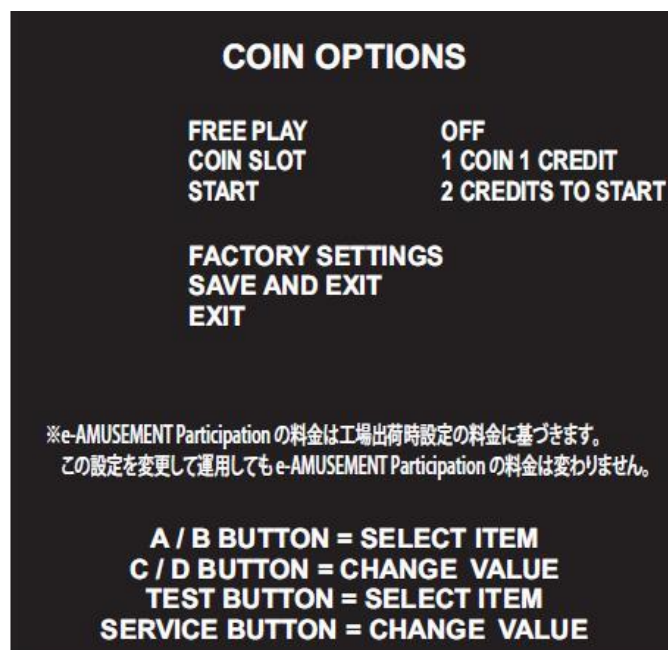 COIN OPTIONS
FREE PLAY OFF
COIN SLOT 1 COIN 1 CREDIT
START 2 CREDITS TO START
FACTORY SETTINGS
SAVE AND EXIT
EXIT
※e-AMUSEMENT Participation の料金は工場出荷時設定の料金に基づきます。
この設定を変更して運用しても e-AMUSEMENT Participation の料金は変わりません。
A / B BUTTON = SELECT ITEM
C / D BUTTON = CHANGE VALUE
TEST BUTTON = SELECT ITEM
SERVICE BUTTON = CHANGE VALUE